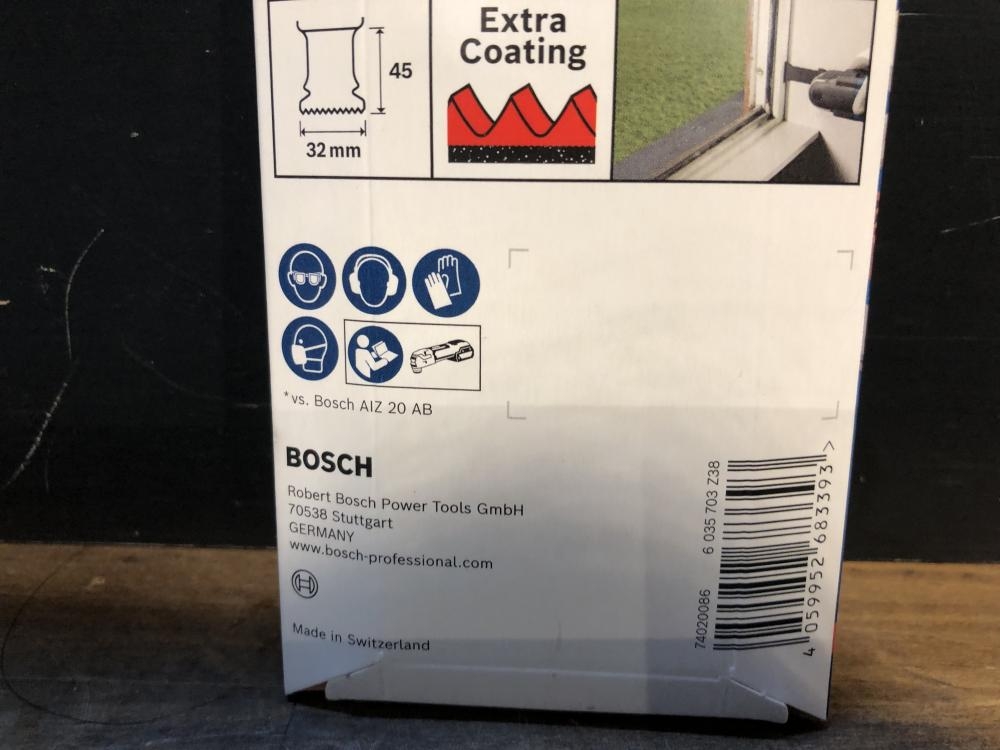 Extra
Coating
45
32 mm
*vs. Bosch AIZ 20 AB
BOSCH
Robert Bosch Power Tools GmbH
70538 Stuttgart
GERMANY
www.bosch-professional.com
Made in Switzerland
74020086
6 035 703 Z38
4 059952 683393 >